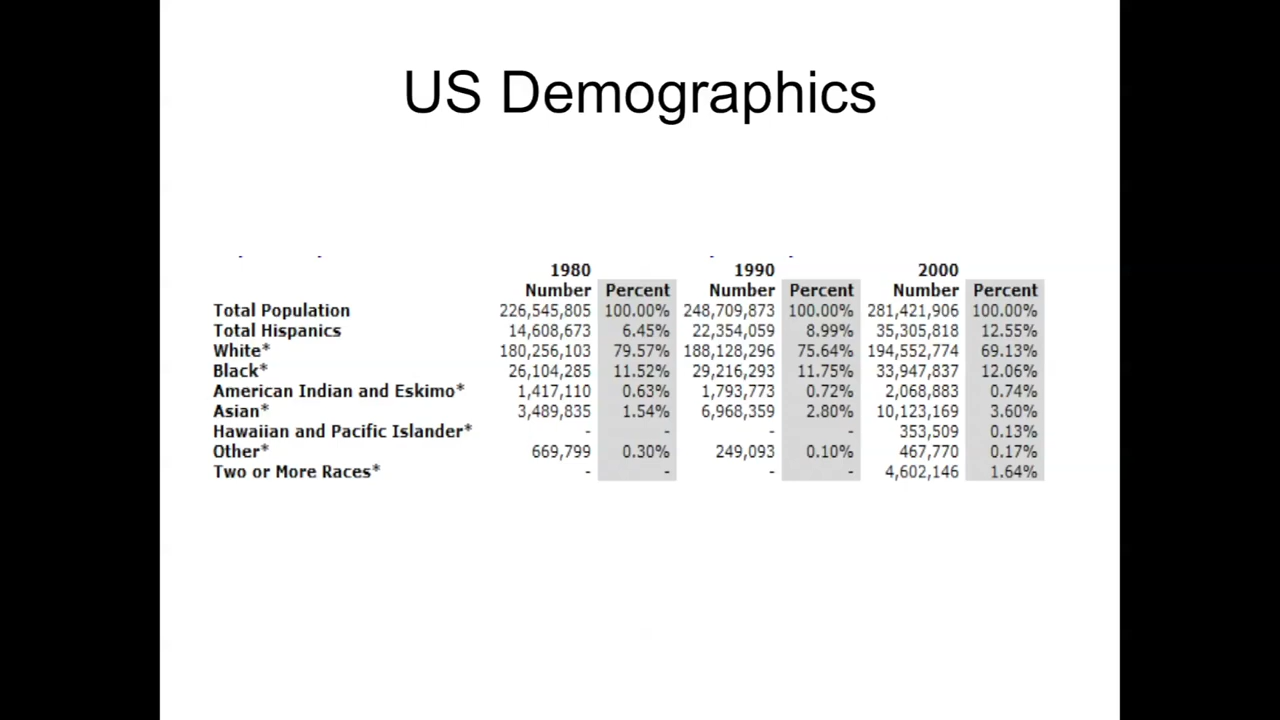 US Demographics
1980 1990 2000
Number Percent Number Percent Number Percent
Total Population 226,545,805 100.00% 248,709,873 100.00% 281,421,906 100.00%
Total Hispanics 14,608,673 6.45% 22,354,059 8.99% 35,305,818 12.55%
White* 180,256,103 79.57% 188,128,296 75.64% 194,552,774 69.13%
Black* 26,104,285 11.52% 29,216,293 11.75% 33,947,837 12.06%
American Indian and Eskimo* 1,417,110 0.63% 1,793,773 0.72% 2,068,883 0.74%
Asian* 3,489,835 1.54% 6,968,359 2.80% 10,123,169 3.60%
Hawaiian and Pacific Islander* - - - - 353,509 0.13%
Other* 669,799 0.30% 249,093 0.10% 467,770 0.17%
Two or More Races* - - - - 4,602,146 1.64%